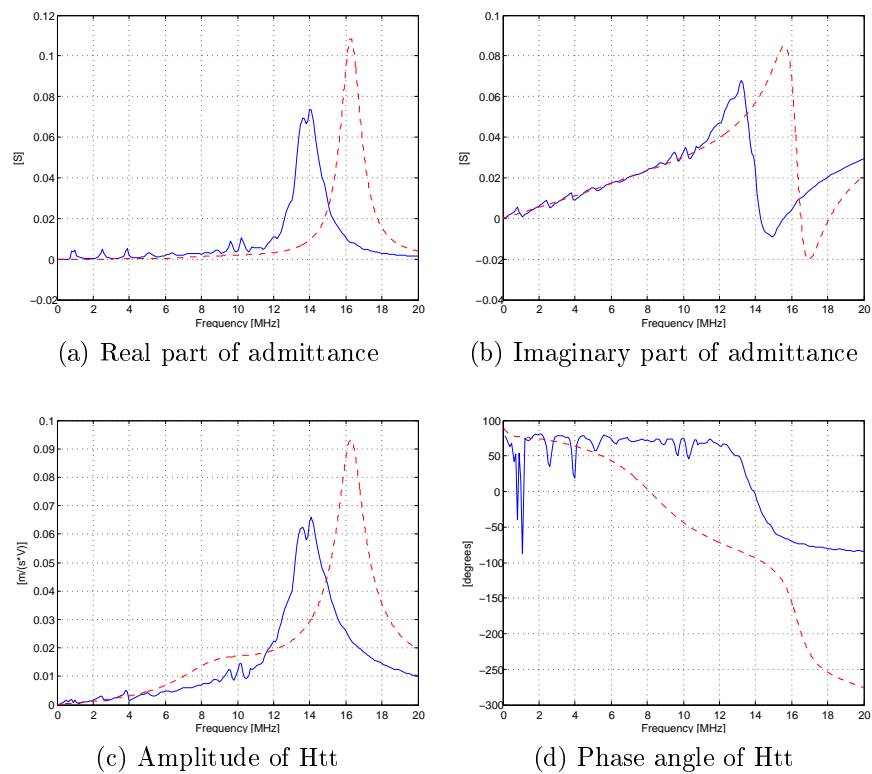 0.12
0.1
0.08
0.06
0.04
0.02
0
−0.02
[S]
0 2 4 6 8 10 12 14 16 18 20
Frequency [MHz]
(a) Real part of admittance
0.1
0.08
0.06
0.04
0.02
0
−0.02
−0.04
[S]
0 2 4 6 8 10 12 14 16 18 20
Frequency [MHz]
(b) Imaginary part of admittance
0.1
0.09
0.08
0.07
0.06
0.05
0.04
0.03
0.02
0.01
0
[m/(s*V)]
0 2 4 6 8 10 12 14 16 18 20
Frequency [MHz]
(c) Amplitude of Htt
100
50
0
−50
−100
−150
−200
−250
−300
[degrees]
0 2 4 6 8 10 12 14 16 18 20
Frequency [MHz]
(d) Phase angle of Htt